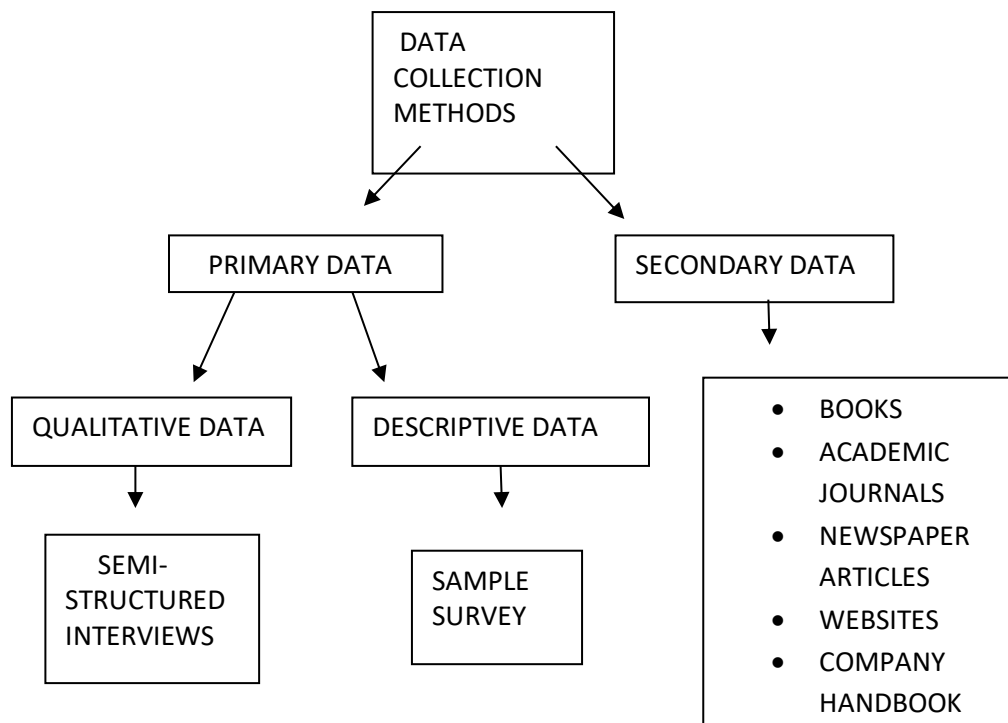 DATA
COLLECTION
METHODS
PRIMARY DATA
SECONDARY DATA
QUALITATIVE DATA
DESCRIPTIVE DATA
SEMI-
STRUCTURED
INTERVIEWS
SAMPLE
SURVEY
• BOOKS
• ACADEMIC
JOURNALS
• NEWSPAPER
ARTICLES
• WEBSITES
• COMPANY
HANDBOOK